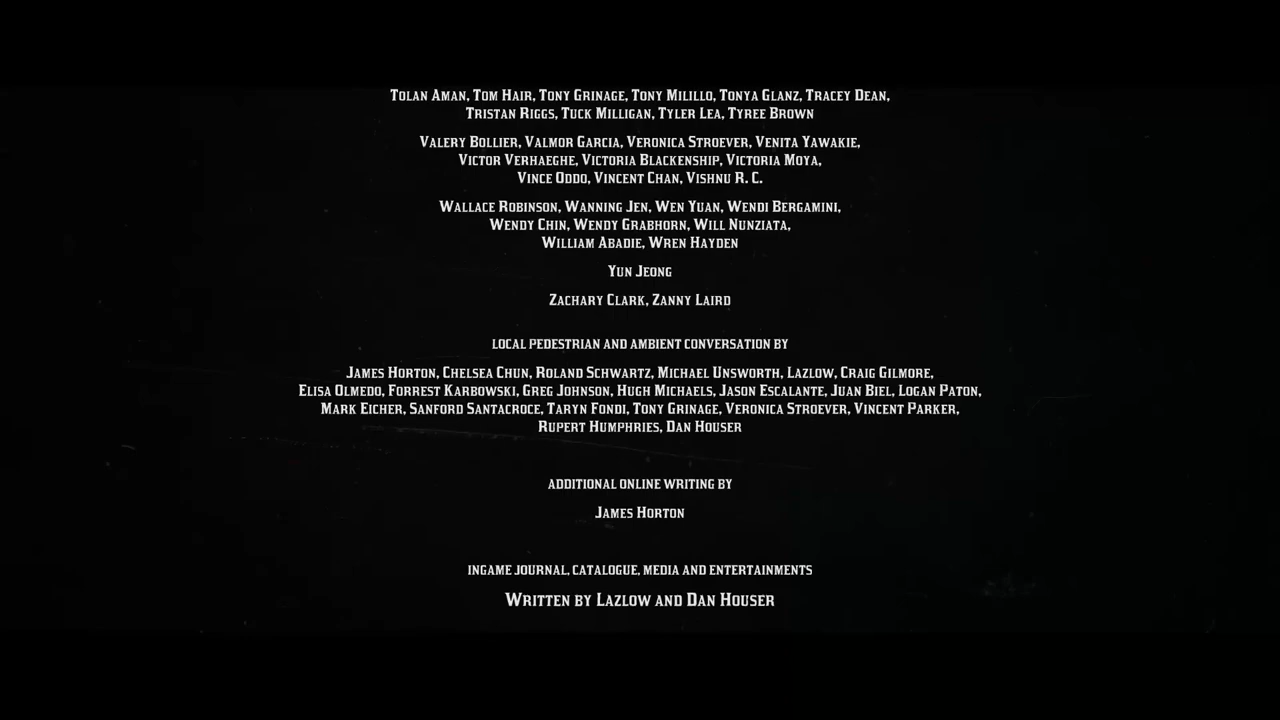 Tolan Aman, Tom Hair, Tony Grinage, Tony Milillo, Tonya Glanz, Tracey Dean,
Tristan Riggs, Tuck Milligan, Tyler Lea, Tyree Brown
Valery Bollier, Valmor Garcia, Veronica Stroever, Venita Yawakie,
Victor Verhaeghe, Victoria Blackenship, Victoria Moya,
Vince Oddo, Vincent Chan, Vishnu R. C.
Wallace Robinson, Wanning Jen, Wen Yuan, Wendi Bergamini,
Wendy Chin, Wendy Grabhorn, Will Nunziata,
William Abadie, Wren Hayden
Yun Jeong
Zachary Clark, Zanny Laird
LOCAL PEDESTRIAN AND AMBIENT CONVERSATION BY
James Horton, Chelsea Chun, Roland Schwartz, Michael Unsworth, Lazlow, Craig Gilmore,
Elisa Olmedo, Forrest Karbowski, Greg Johnson, Hugh Michaels, Jason Escalante, Juan Biel, Logan Paton,
Mark Eicher, Sanford Santacroce, Taryn Fondi, Tony Grinage, Veronica Stroever, Vincent Parker,
Rupert Humphries, Dan Houser
ADDITIONAL ONLINE WRITING BY
James Horton
INGAME JOURNAL, CATALOGUE, MEDIA AND ENTERTAINMENTS
Written by Lazlow and Dan Houser